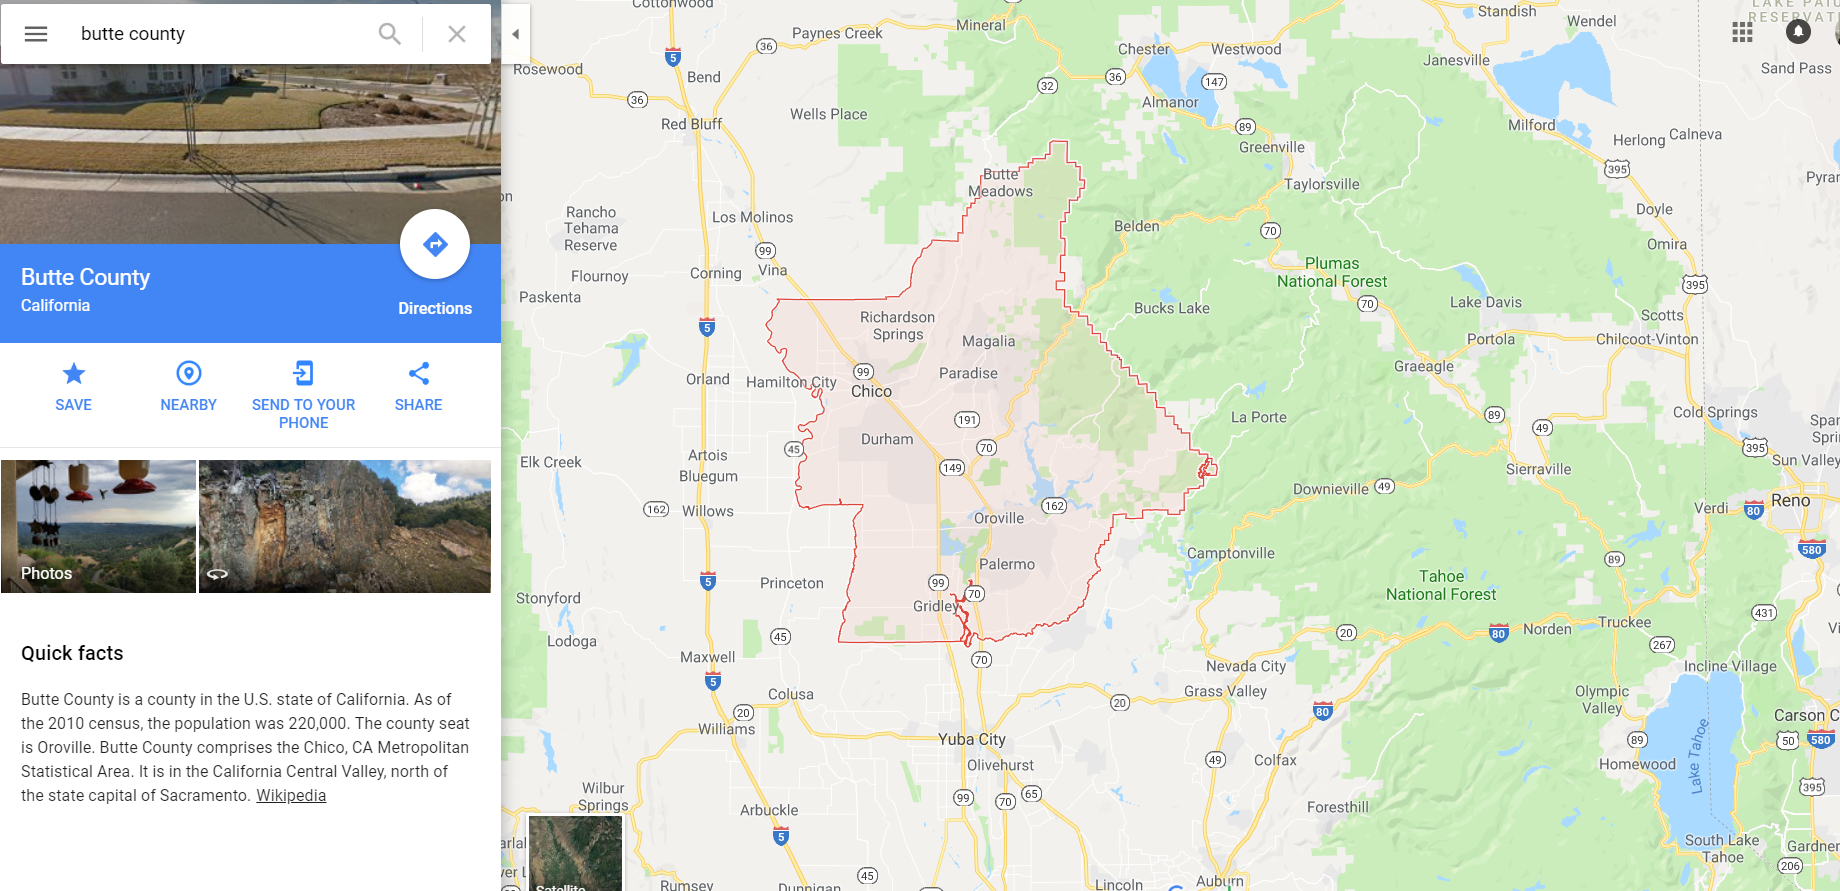 butte county
Butte County
California
Directions
SAVE
NEARBY
SEND TO YOUR
PHONE
SHARE
Photos
Quick facts
Butte County is a county in the U.S. state of California. As of
the 2010 census, the population was 220,000. The county seat
is Oroville. Butte County comprises the Chico, CA Metropolitan
Statistical Area. It is in the California Central Valley, north of
the state capital of Sacramento. Wikipedia
Cottonwood
Mineral
Standish
Wendel
Paynes Creek
36
5
Chester
Westwood
Janesville
Sand Pass
Rosewood
Bend
36
147
32
36
Almanor
Wells Place
Red Bluff
89
Milford
Herlong
Calneva
Greenville
395
Butte
Meadows
Taylorsville
Rancho
Tehama
Reserve
Los Molinos
Belden
70
Doyle
Omira
99
Vina
Corning
Flournoy
Paskenta
Plumas
National Forest
70
395
Lake Davis
Bucks Lake
Scotts
5
Richardson
Springs
Magalia
Portola
Chilcoot-Vinton
Graeagle
Orland
Hamilton City
99
Chico
Paradise
191
La Porte
89
49
Cold Springs
Durham
70
45
149
395
Sun Valley
Artois
Bluegum
Elk Creek
Sierraville
Downieville
49
162
Willows
162
Oroville
Verdi
80
Reno
580
Camptonville
89
Palermo
5
Princeton
99
70
Gridley
Tahoe
National Forest
Stonyford
Lodoga
45
431
20
80
Norden
Truckee
267
Maxwell
70
Incline Village
Nevada City
Grass Valley
5
Colusa
20
Olympic
Valley
20
80
Carson C
Williams
Yuba City
89
50
580
Lake Tahoe
49
Colfax
Homewood
Olivehurst
Wilbur
Springs
99
70
65
395
Foresthill
Arbuckle
5
South Lake
Tahoe
Gardner
206
45
Rumsey
Dunnigan
Lincoln
Auburn
Satellite